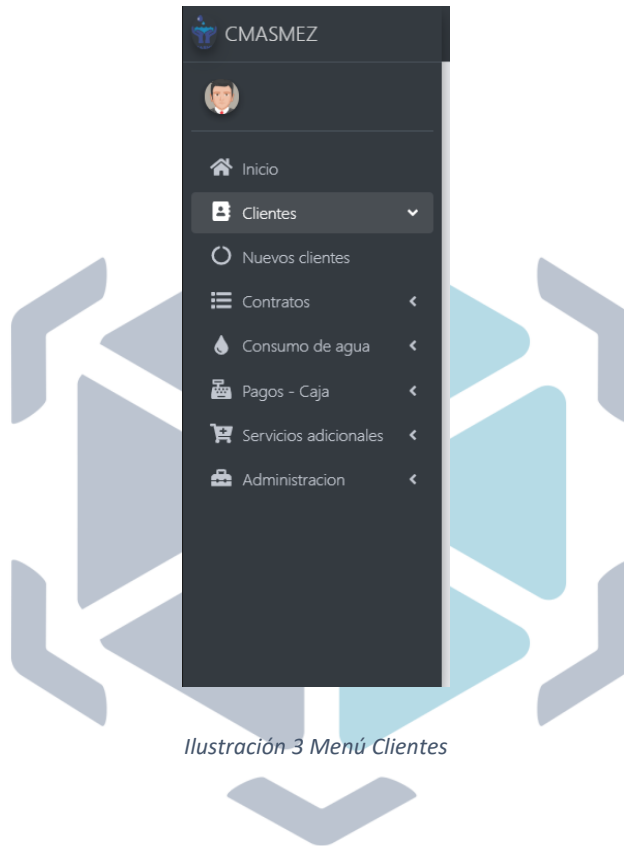 CMASMEZ
Inicio
Clientes
Nuevos clientes
Contratos
Consumo de agua
Pagos - Caja
Servicios adicionales
Administracion
Ilustración 3 Menú Clientes